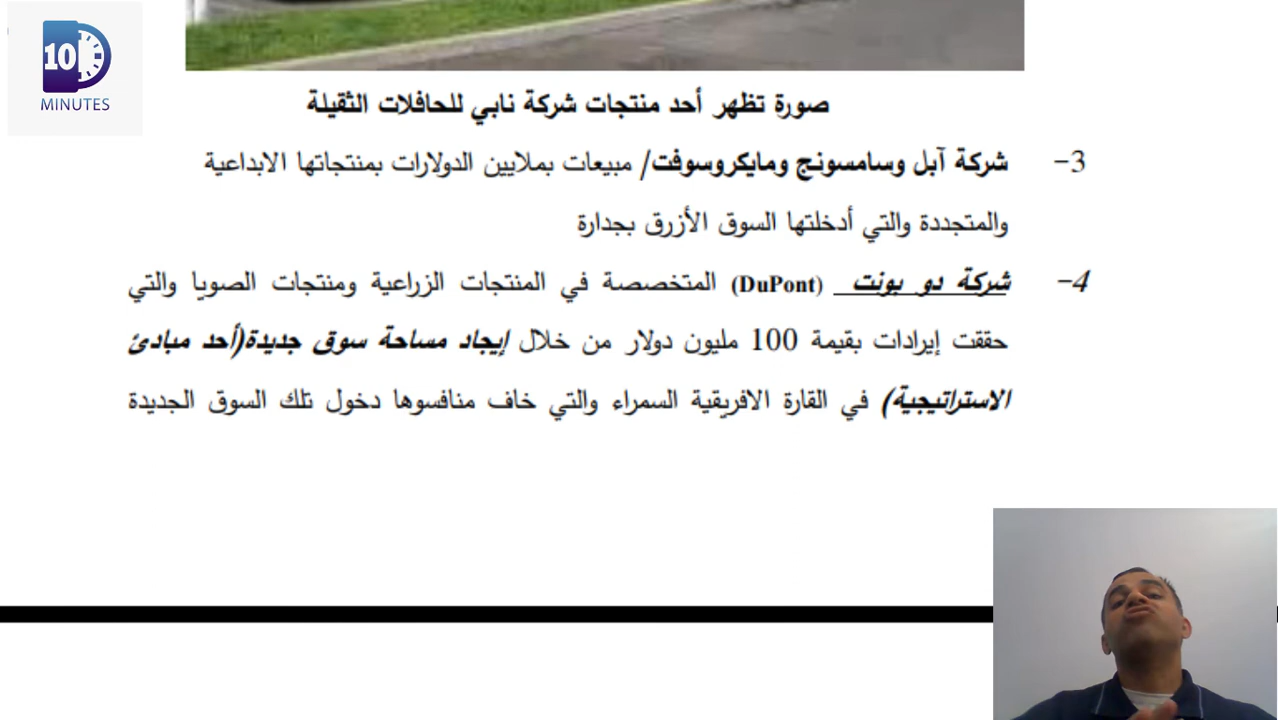 10
MINUTES
صورة تظهر أحد منتجات شركة نابي للحافلات الثقيلة
3- شركة آبل وسامسونج ومايكروسوفت/ مبيعات بملايين الدولارات بمنتجاتها الابداعية
والمتجددة والتي أدخلتها السوق الأزرق بجدارة
4- شركة دو بونت (DuPont) المتخصصة في المنتجات الزراعية ومنتجات الصويا والتي
حققت إيرادات بقيمة 100 مليون دولار من خلال إيجاد مساحة سوق جديدة(أحد مبادئ
الاستراتيجية) في القارة الافريقية السمراء والتي خاف منافسوها دخول تلك السوق الجديدة